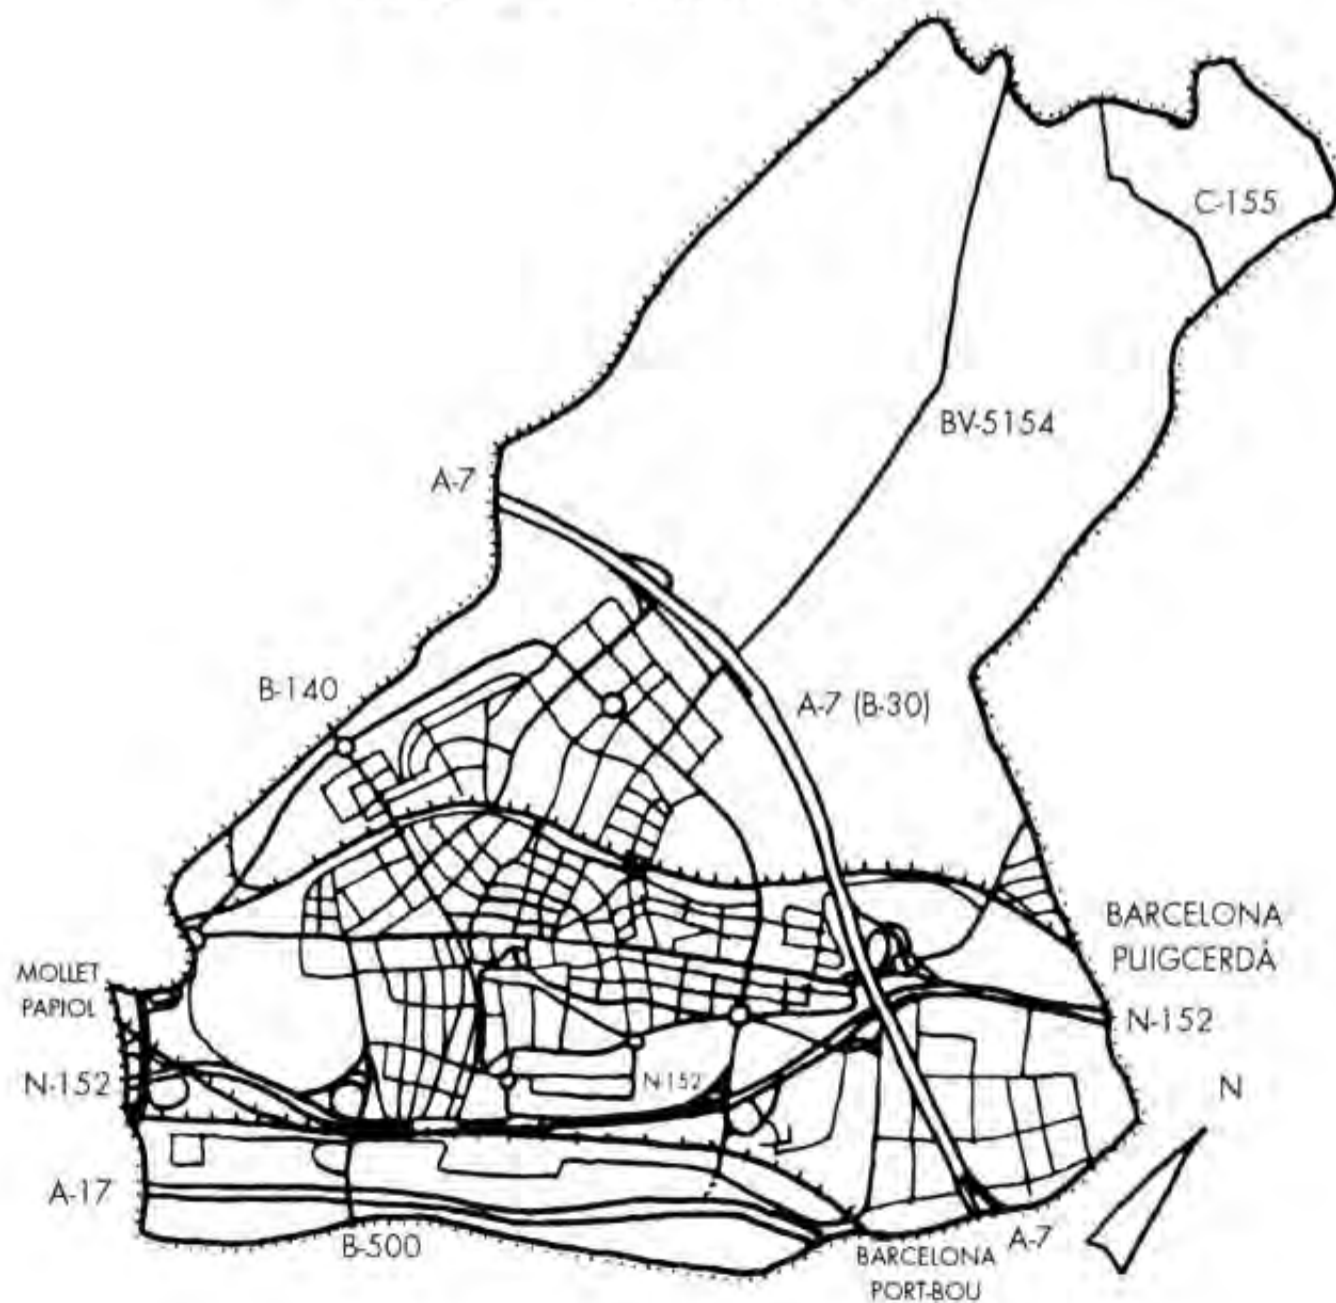 C-155
BV-5154
A-7
B-140
A-7 (B-30)
BARCELONA
PUIGCERDÁ
MOLLET
PAPIOL
N-152
N-152
N-152
N
A-17
B-500
BARCELONA
PORT-BOU
A-7